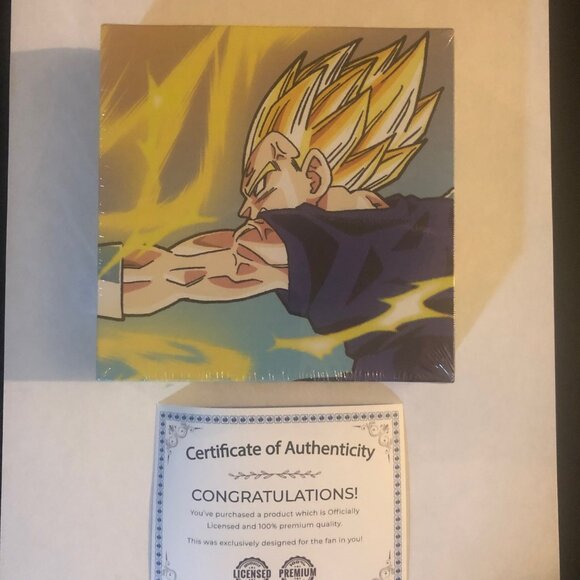 Certificate of Authenticity
CONGRATULATIONS!
You've purchased a product which is Officially
Licensed and 100% premium quality.
This was exclusively designed for the fan in you!
LICENSED
PREMIUM